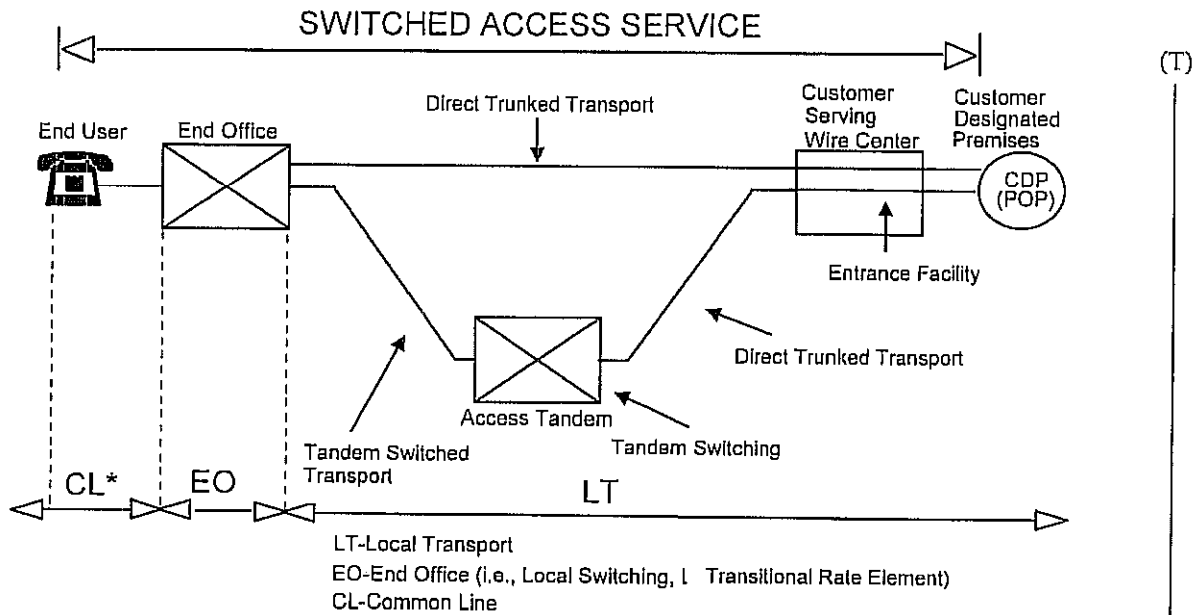 SWITCHED ACCESS SERVICE
(T)
Direct Trunked Transport
Customer
Serving
Wire Center
Customer
Designated
Premises
End User
End Office
CDP
(POP)
Entrance Facility
Direct Trunked Transport
Access Tandem
Tandem Switching
Tandem Switched
Transport
CL*
EO
LT
LT-Local Transport
EO-End Office (i.e., Local Switching, Transitional Rate Element)
CL-Common Line